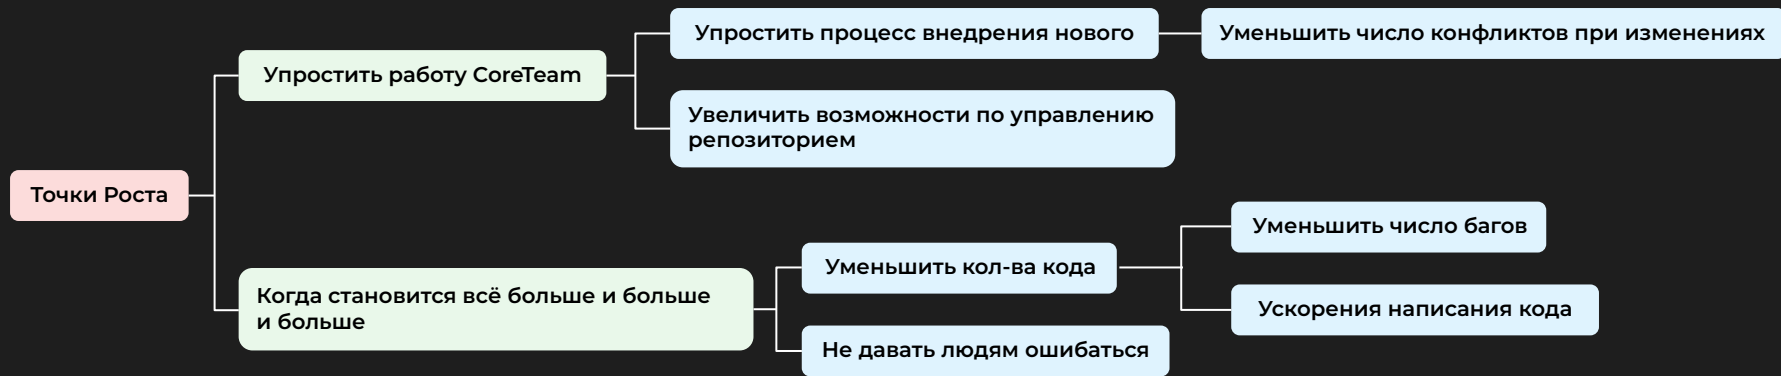 Упростить процесс внедрения нового
Уменьшить число конфликтов при изменениях
Упростить работу CoreTeam
Увеличить возможности по управлению
репозиторием
Точки Роста
Уменьшить число багов
Уменьшить кол-ва кода
Когда становится всё больше и больше
и больше
Ускорения написания кода
Не давать людям ошибаться